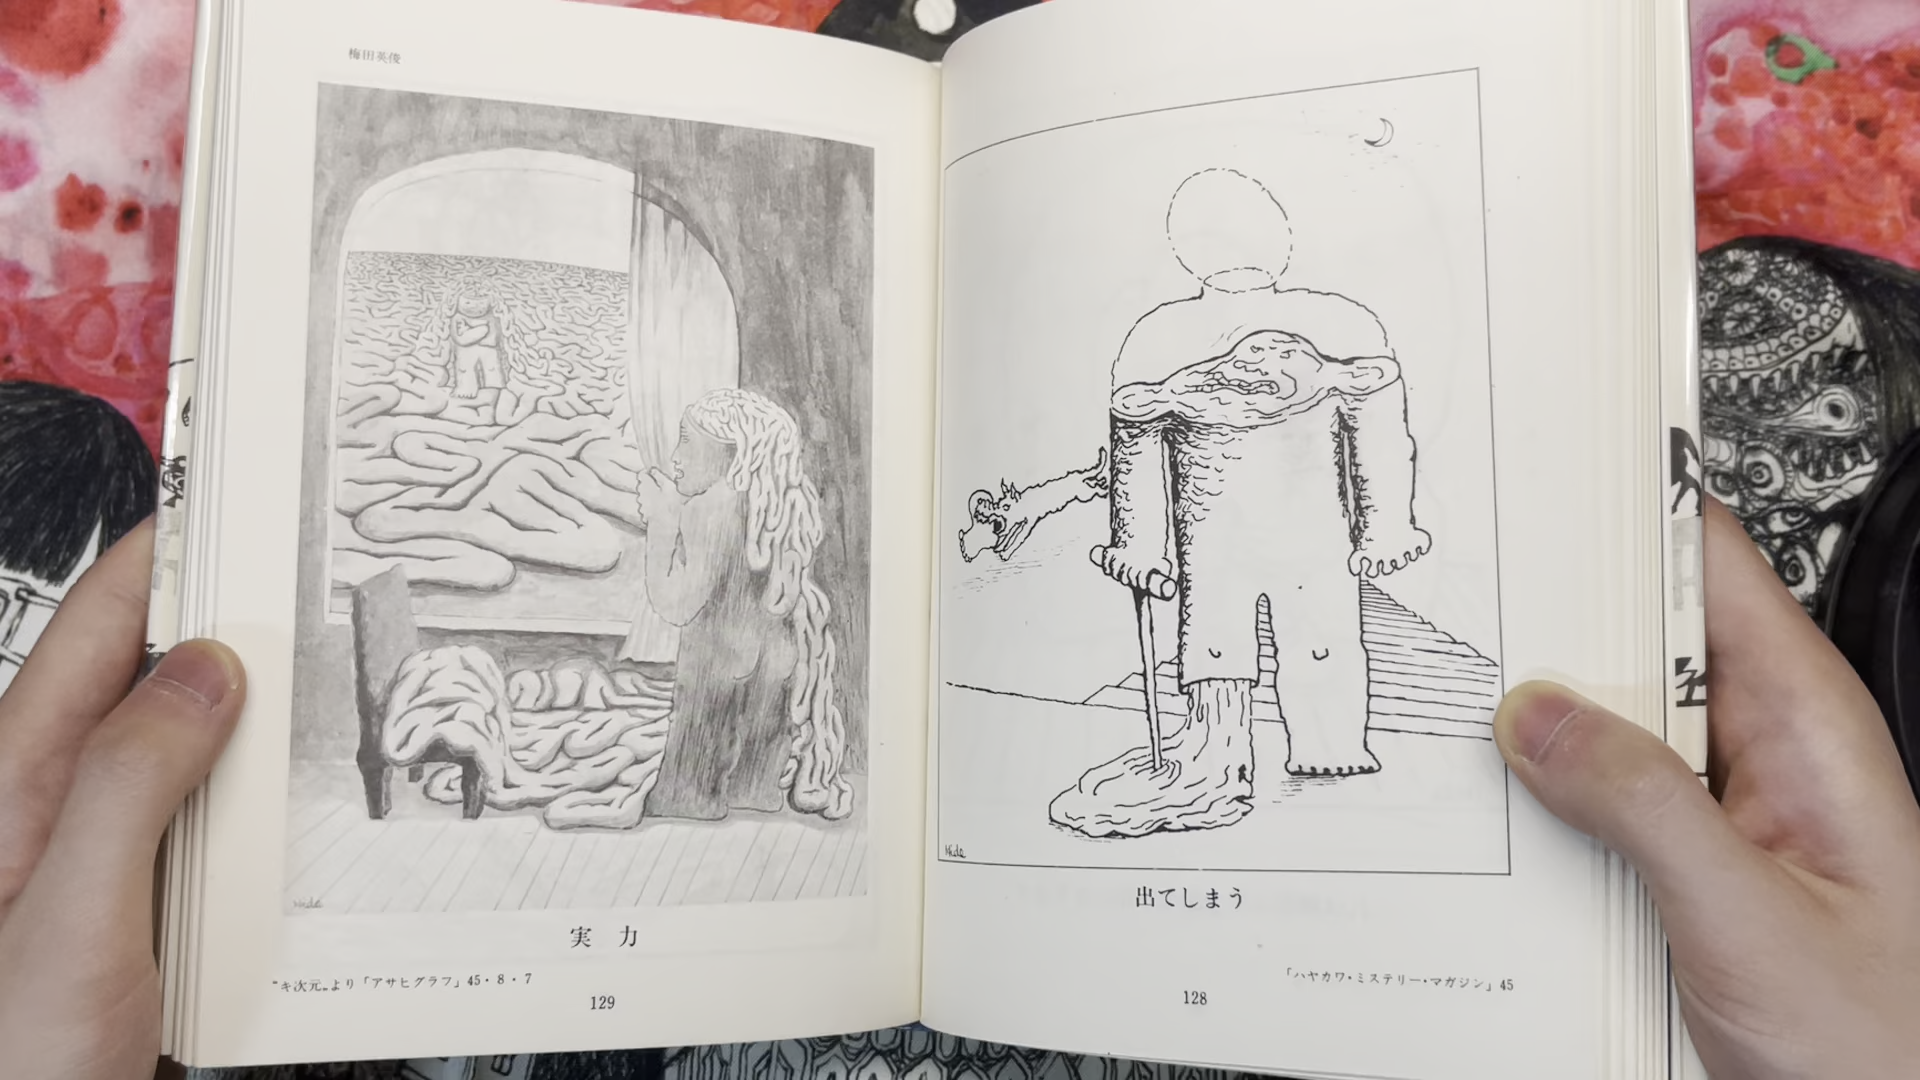 出てしまう
「ハヤカワ・ミステリー・マガジン」45
128
Hide
梅田英俊
実 力
“キ次元„より「アサヒグラフ」45・8・7
129
Hide